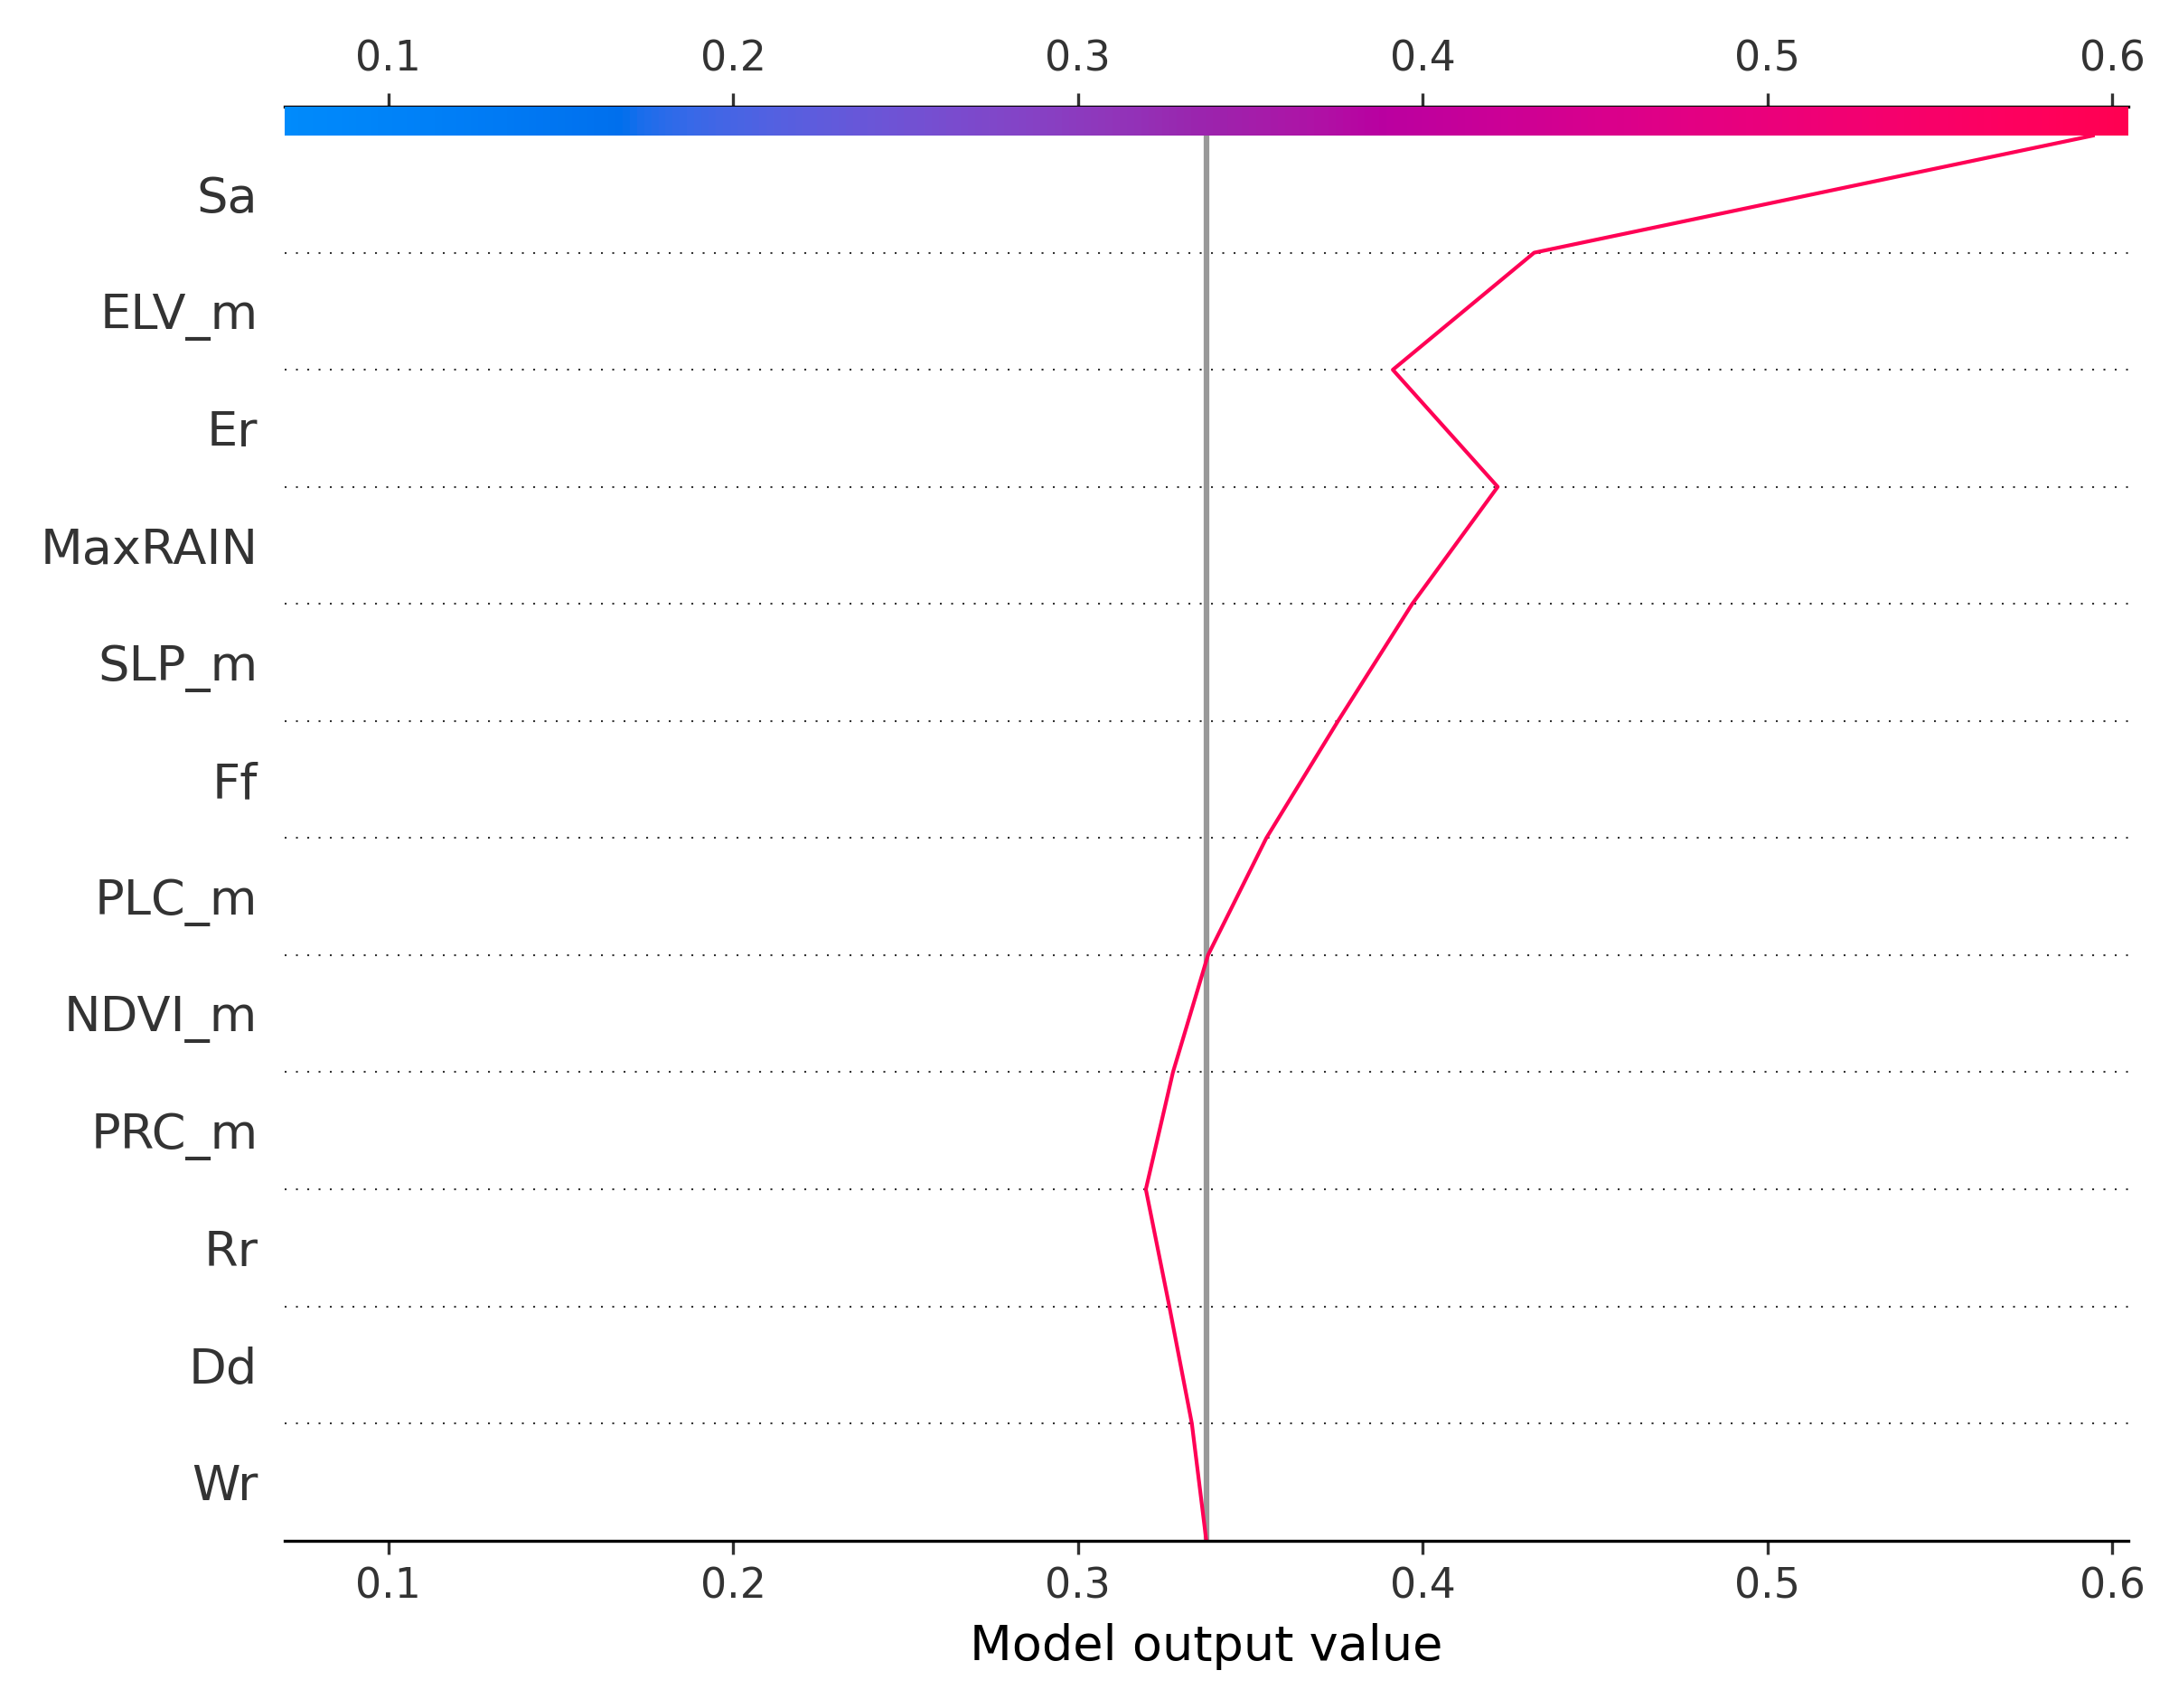 0.1 0.2 0.3 0.4 0.5 0.6
Sa
ELV_m
Er
MaxRAIN
SLP_m
Ff
PLC_m
NDVI_m
PRC_m
Rr
Dd
Wr
0.1 0.2 0.3 0.4 0.5 0.6
Model output value